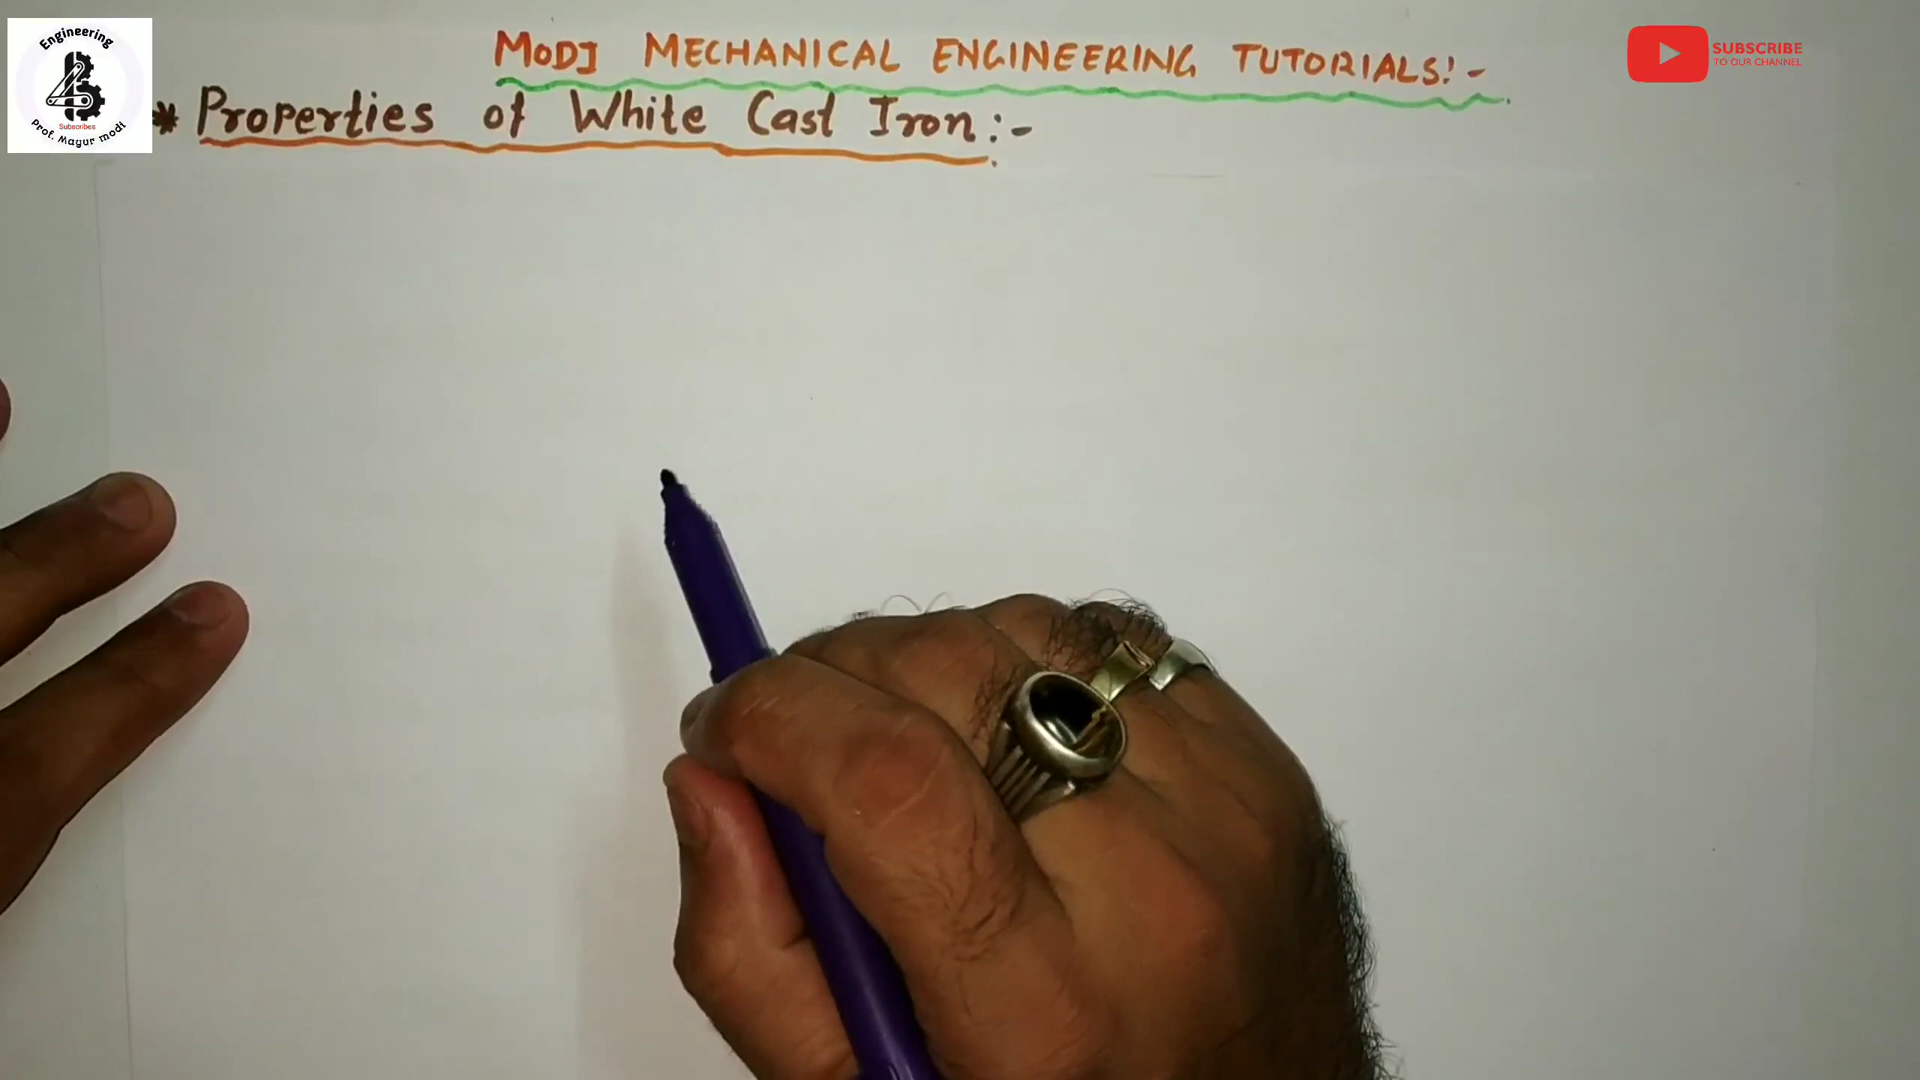 Engineering
Subscribes
Prof. Mayur modi
MODI MECHANICAL ENGINEERING TUTORIALS:-
SUBSCRIBE
TO OUR CHANNEL
* Properties of White Cast Iron:-